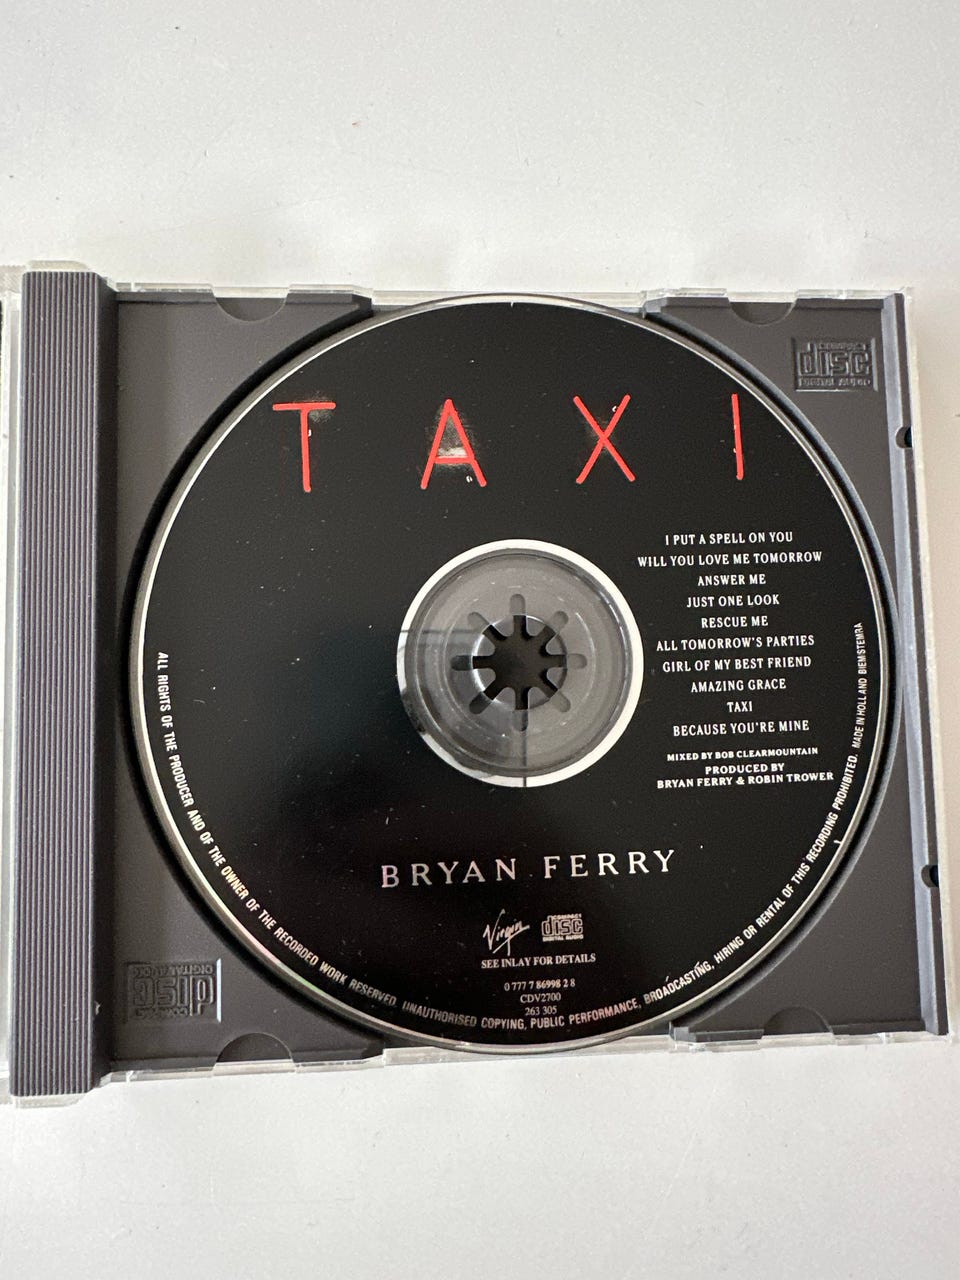 TAXI
COMPACT
disc
DIGITAL AUDIO
I PUT A SPELL ON YOU
WILL YOU LOVE ME TOMORROW
ANSWER ME
JUST ONE LOOK
RESCUE ME
ALL TOMORROW'S PARTIES
GIRL OF MY BEST FRIEND
AMAZING GRACE
TAXI
BECAUSE YOU'RE MINE
MIXED BY BOB CLEARMOUNTAIN
PRODUCED BY
BRYAN FERRY & ROBIN TROWER
BRYAN FERRY
Virgin
COMPACT
disc
DIGITAL AUDIO
SEE INLAY FOR DETAILS
0 777 7 86998 2 8
CDV2700
263 305
ALL RIGHTS OF THE PRODUCER AND OF THE OWNER OF THE RECORDED WORK RESERVED. UNAUTHORISED COPYING, PUBLIC PERFORMANCE, BROADCASTING, HIRING OR RENTAL OF THIS RECORDING PROHIBITED. MADE IN HOLLAND BIEM/STEMRA
COMPACT
disc
DIGITAL AUDIO